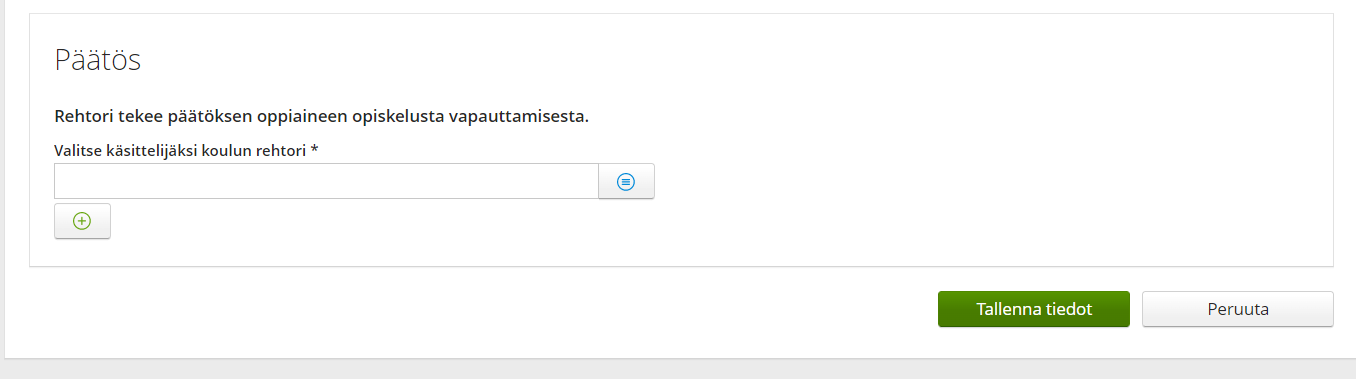 Päätös
Rehtori tekee päätöksen oppiaineen opiskelusta vapauttamisesta.
Valitse käsittelijäksi koulun rehtori *
Tallenna tiedot
Peruuta